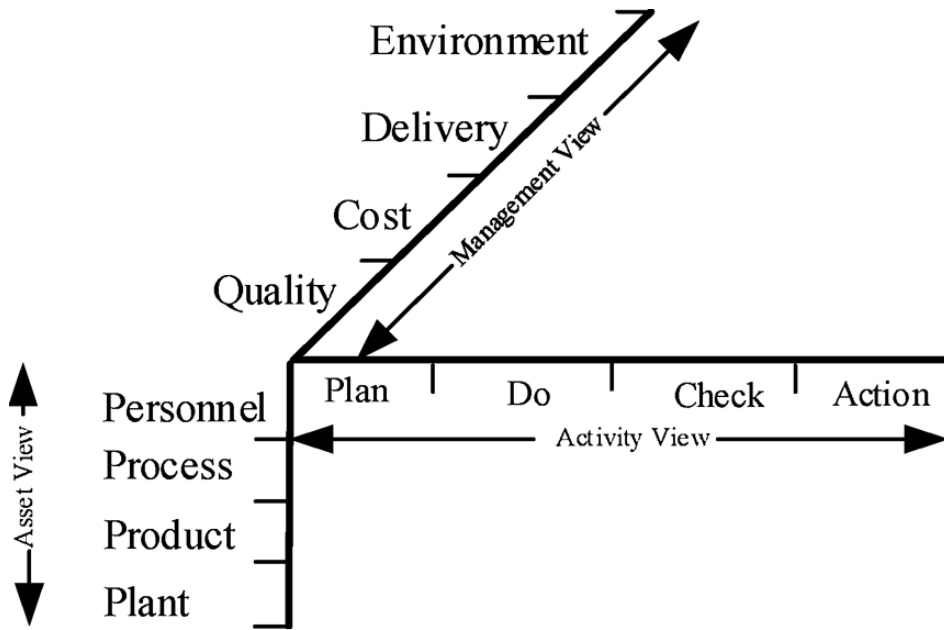 Environment
Delivery
Cost
Quality
Management View
Plan
Do
Check
Action
Activity View
Personnel
Process
Product
Plant
Asset View